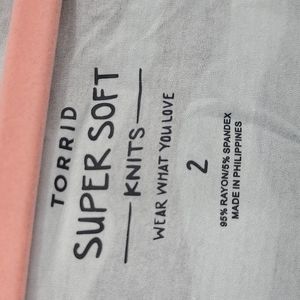 TORRID
SUPER SOFT
KNITS
WEAR WHAT YOU LOVE
2
95% RAYON/5% SPANDEX
MADE IN PHILIPPINES